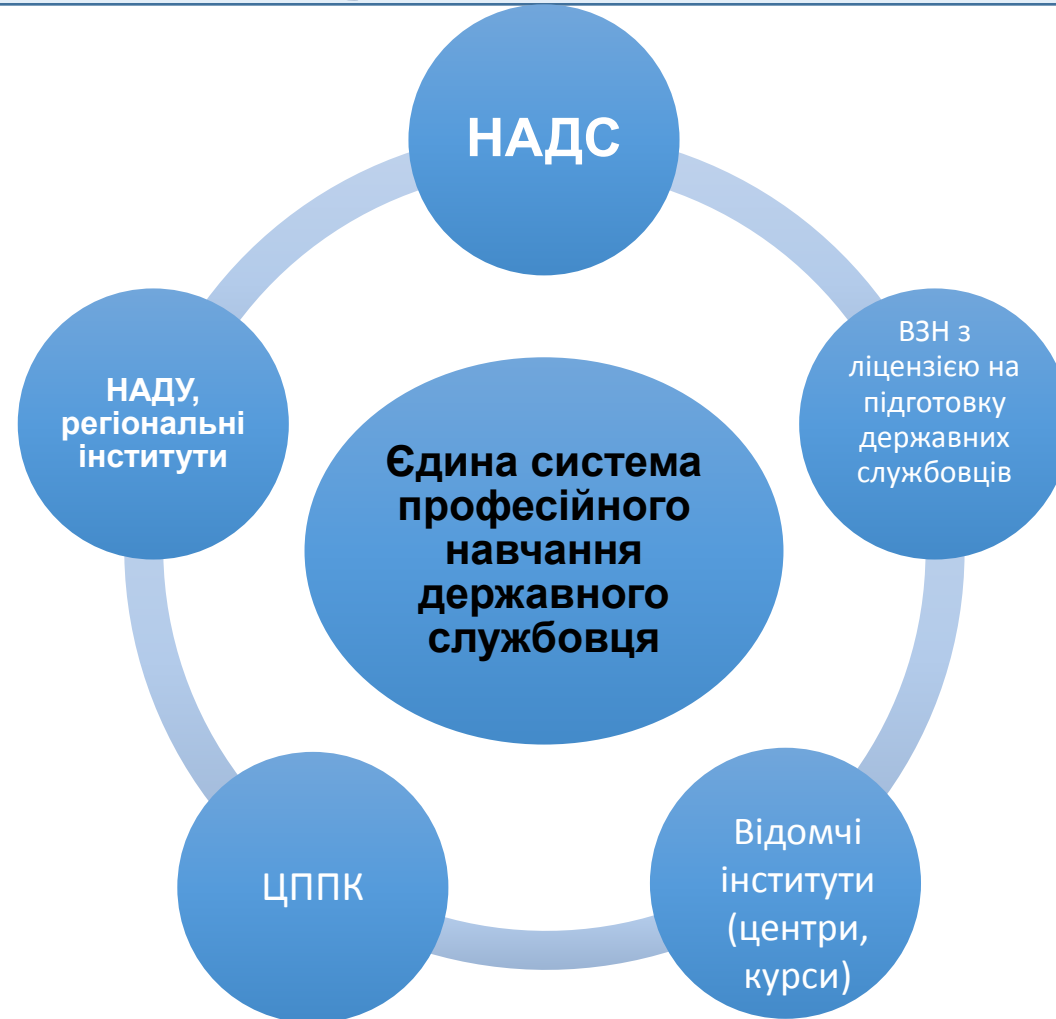 НАДС
ВЗН з
ліцензією на
підготовку
державних
службовців
НАДУ,
регіональні
інститути
Єдина система
професійного
навчання
державного
службовця
ЦППК
Відомчі
інститути
(центри,
курси)